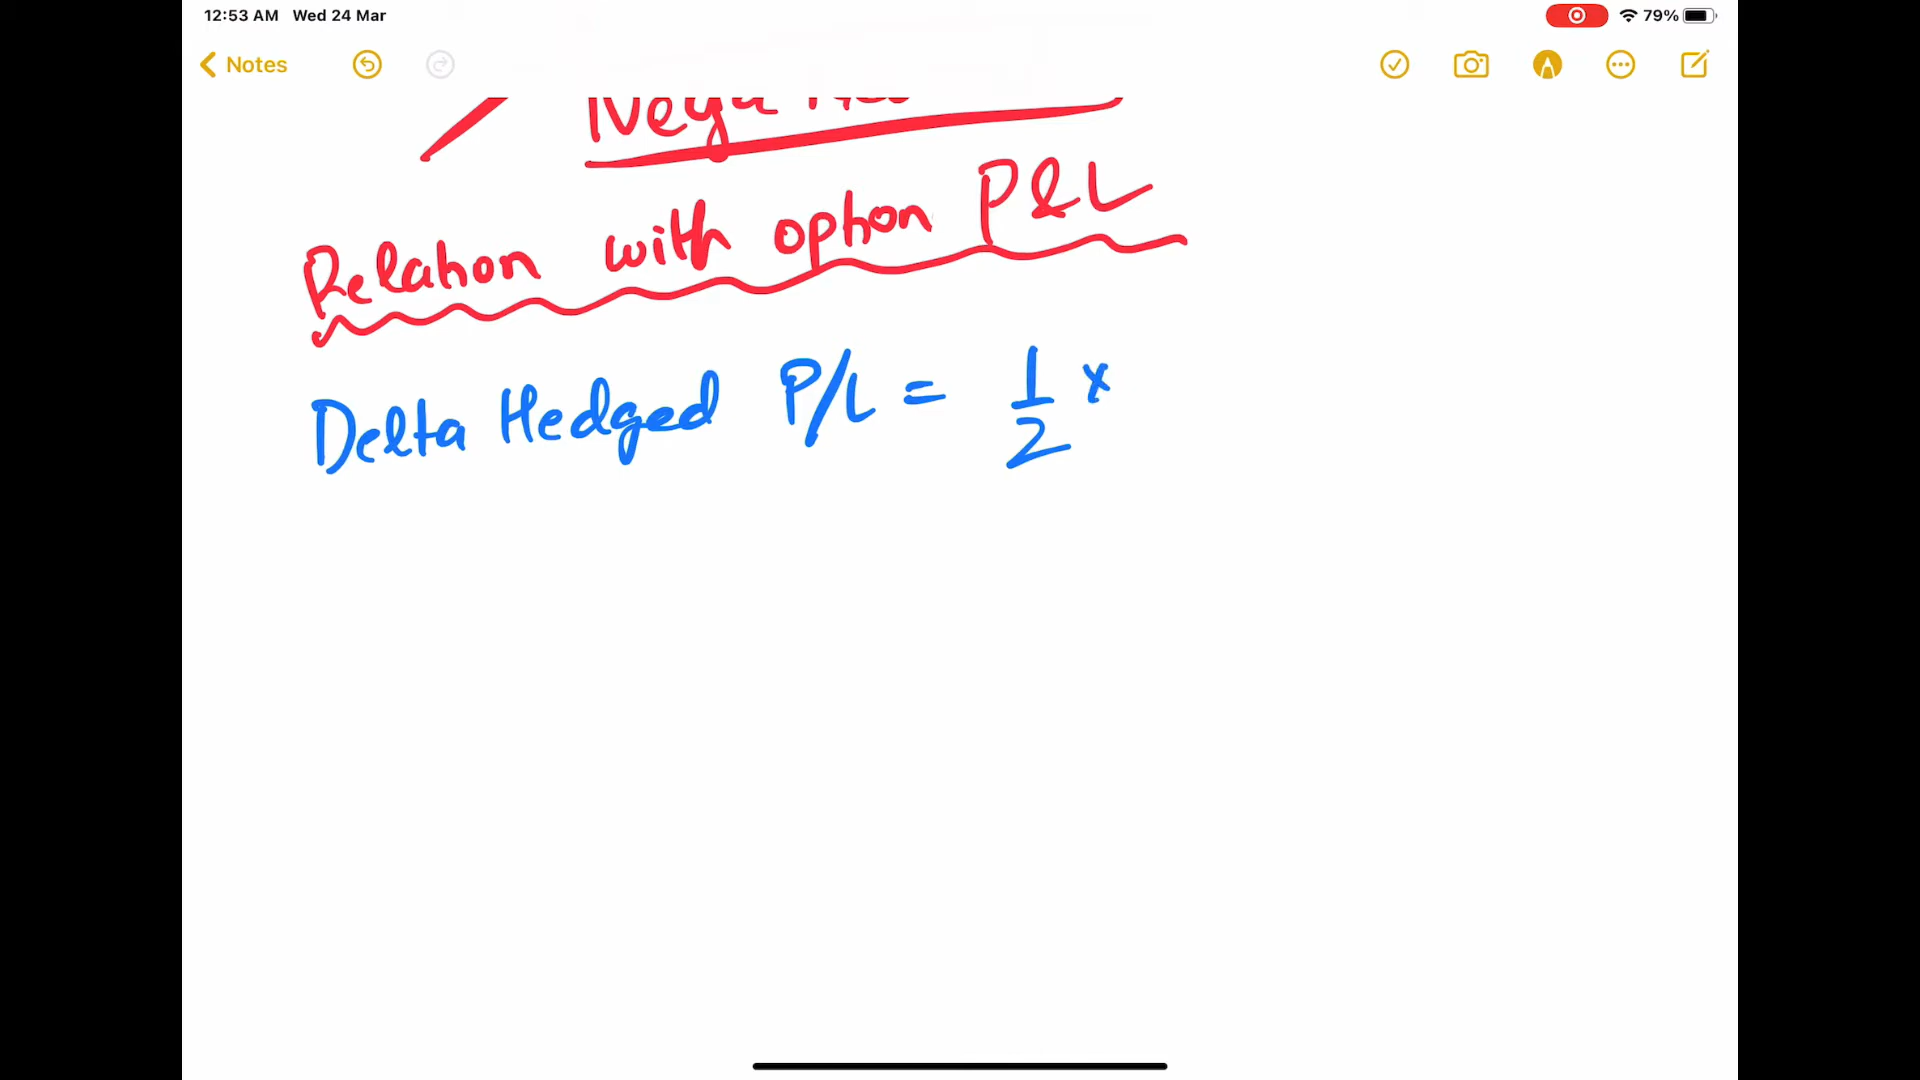 12:53 AM Wed 24 Mar
79%
Notes
Relation with option P&L
Delta Hedged P/L = 1/2 x